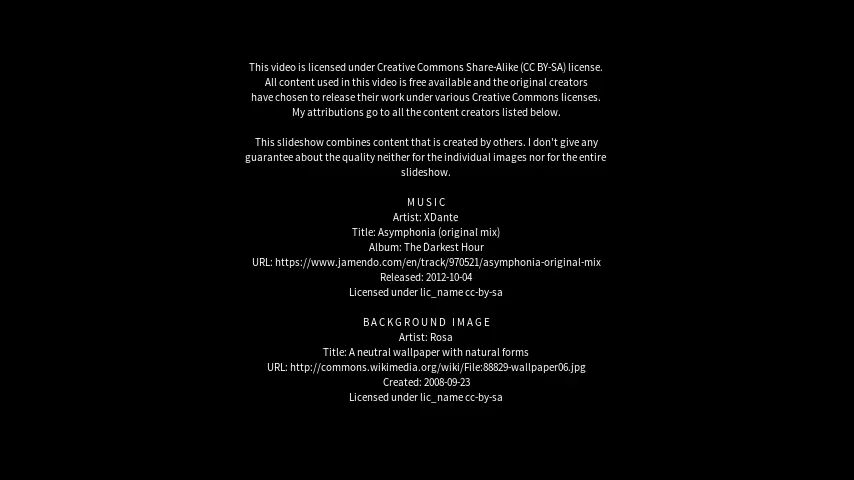 This video is licensed under Creative Commons Share-Alike (CC BY-SA) license.
All content used in this video is free available and the original creators
have chosen to release their work under various Creative Commons licenses.
My attributions go to all the content creators listed below.
This slideshow combines content that is created by others. I don't give any
guarantee about the quality neither for the individual images nor for the entire
slideshow.
MUSIC
Artist: XDante
Title: Asymphonia (original mix)
Album: The Darkest Hour
URL: https://www.jamendo.com/en/track/970521/asymphonia-original-mix
Released: 2012-10-04
Licensed under lic_name cc-by-sa
BACKGROUND IMAGE
Artist: Rosa
Title: A neutral wallpaper with natural forms
URL: http://commons.wikimedia.org/wiki/File:88829-wallpaper06.jpg
Created: 2008-09-23
Licensed under lic_name cc-by-sa